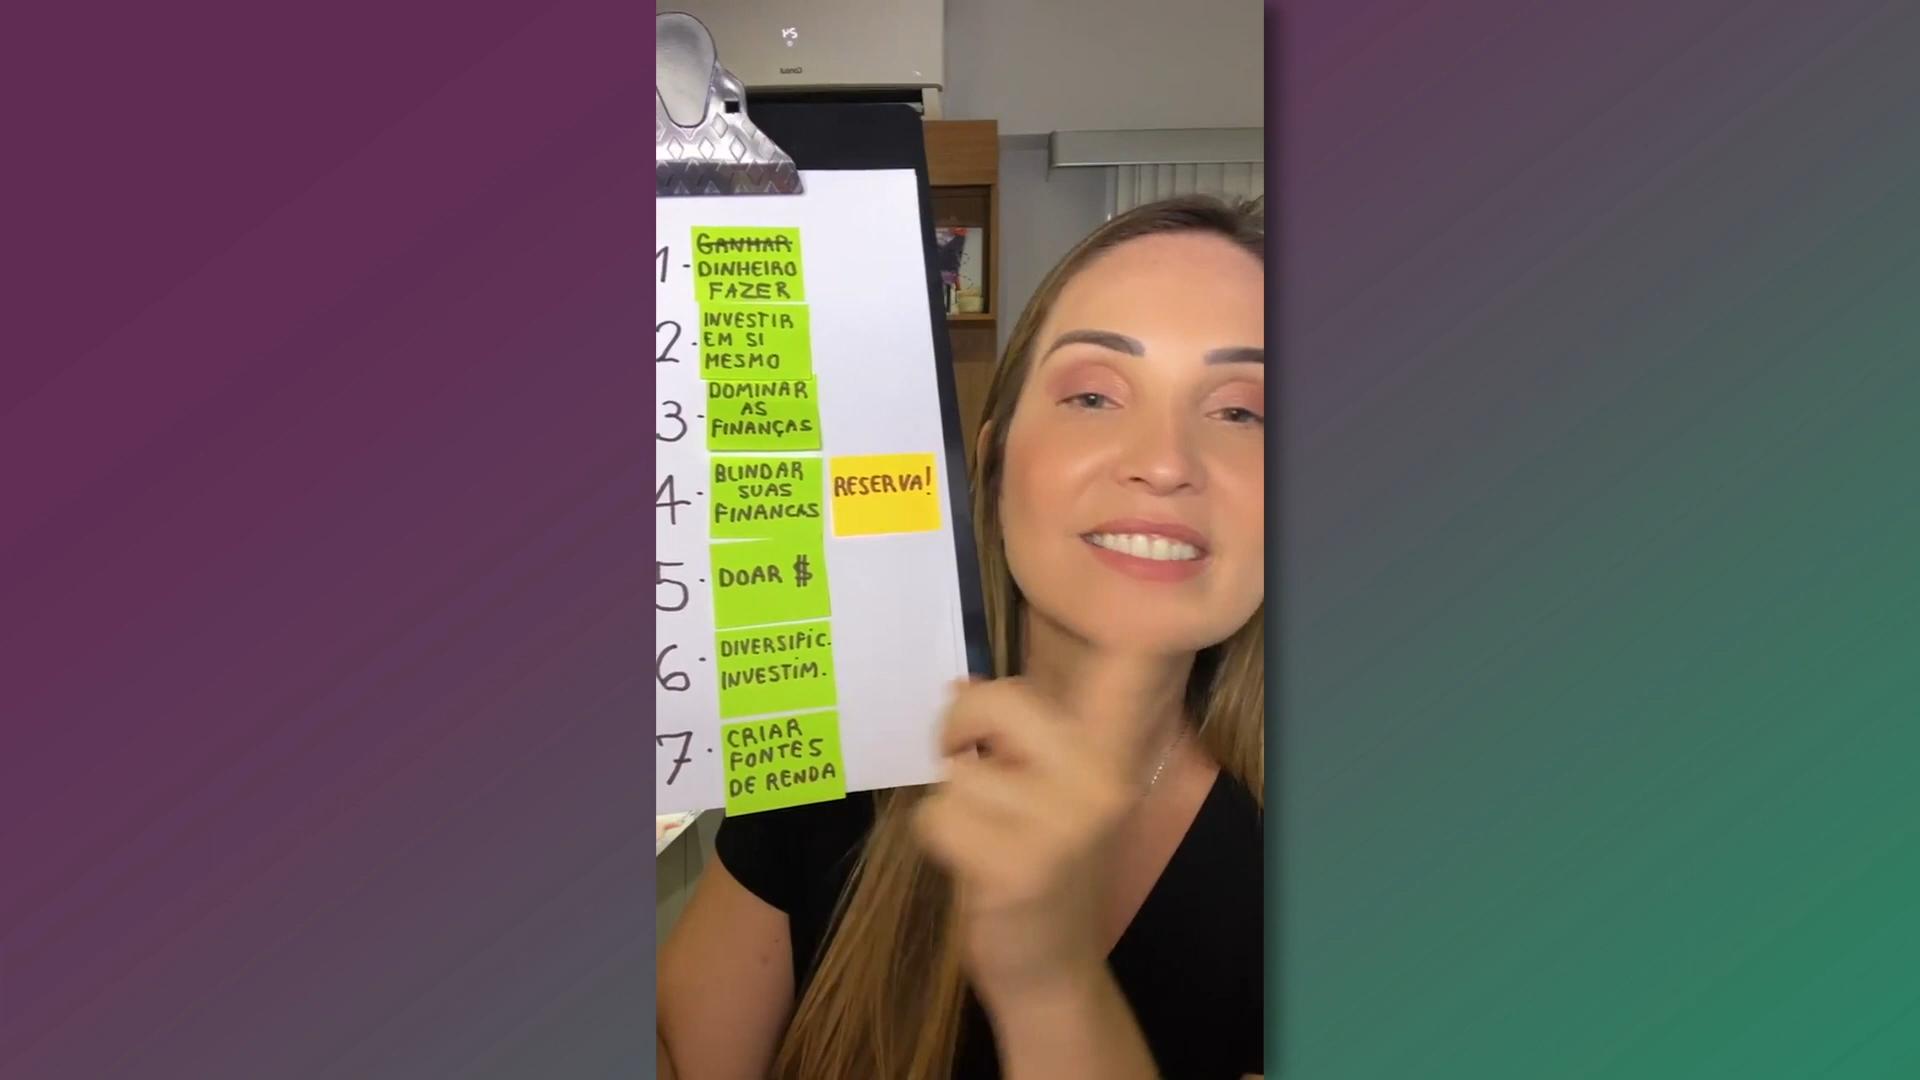 1 - GANHAR
DINHEIRO
FAZER
2. INVESTIR
EM SI
MESMO
3 - DOMINAR
AS
FINANÇAS
4. BLINDAR
SUAS
FINANCAS
RESERVA!
5. DOAR $
6. DIVERSIFIC.
INVESTIM.
7. CRIAR
FONTES
DE RENDA
Consul